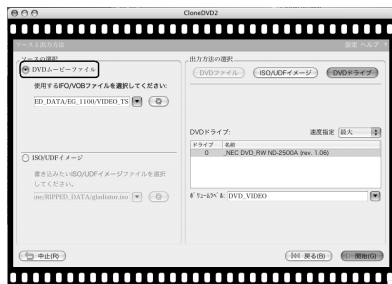 CloneDVD2
ソースと出力方法
設定 ヘルプ ?
ソースの選択
DVDムービーファイル
使用するIFO/VOBファイルを選択してください:
ED_DATA/EG_1100/VIDEO_TS
ISO/UDFイメージ
書き込みたいISO/UDFイメージファイルを選択
してください。
me/RIPPED_DATA/gladiator.iso
出力方法の選択
DVDファイル
ISO/UDFイメージ
DVDドライブ
DVDドライブ:
速度指定 最大
ドライブ 名前
0 _NEC DVD_RW ND-2500A (rev. 1.06)
ボリュームラベル: DVD_VIDEO
中止(R)
戻る(B)
開始(G)